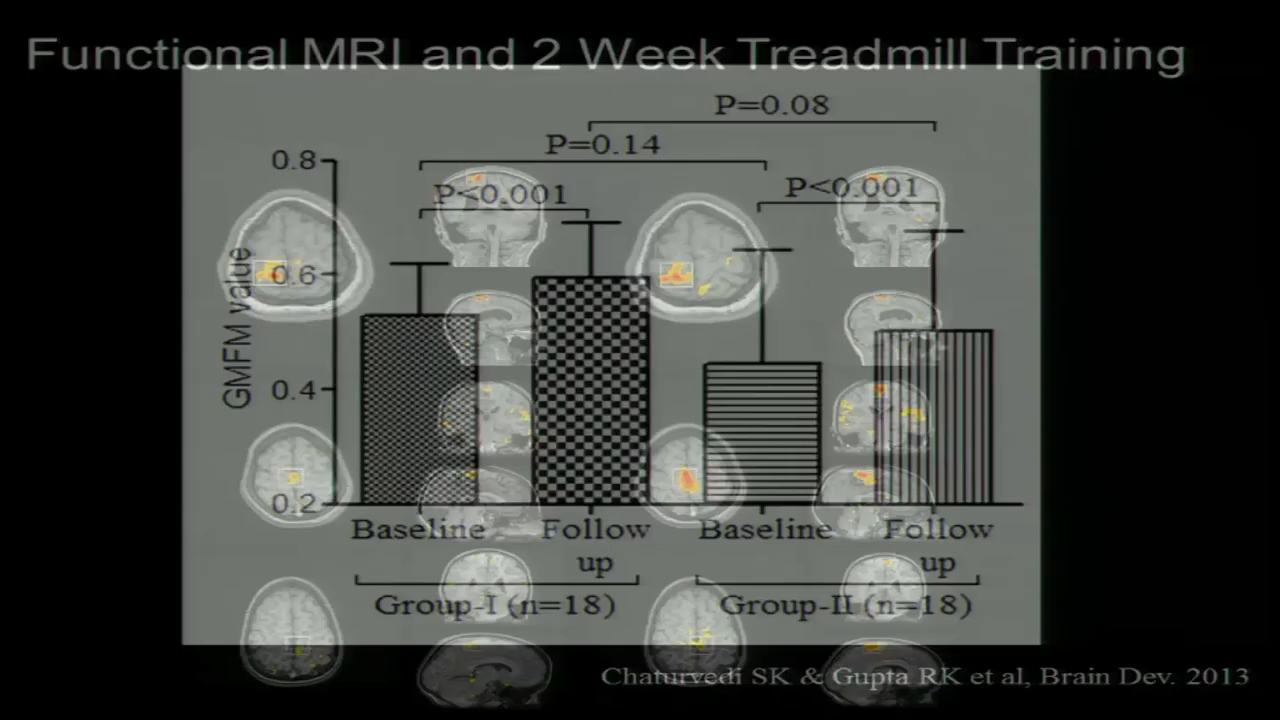 Functional MRI and 2 Week Treadmill Training
P=0.08
P=0.14
P<0.001
P<0.001
0.8
0.6
0.4
0.2
GMFM value
Baseline Follow up Baseline Follow up
Group-I (n=18) Group-II (n=18)
Chaturvedi SK & Gupta RK et al, Brain Dev. 2013